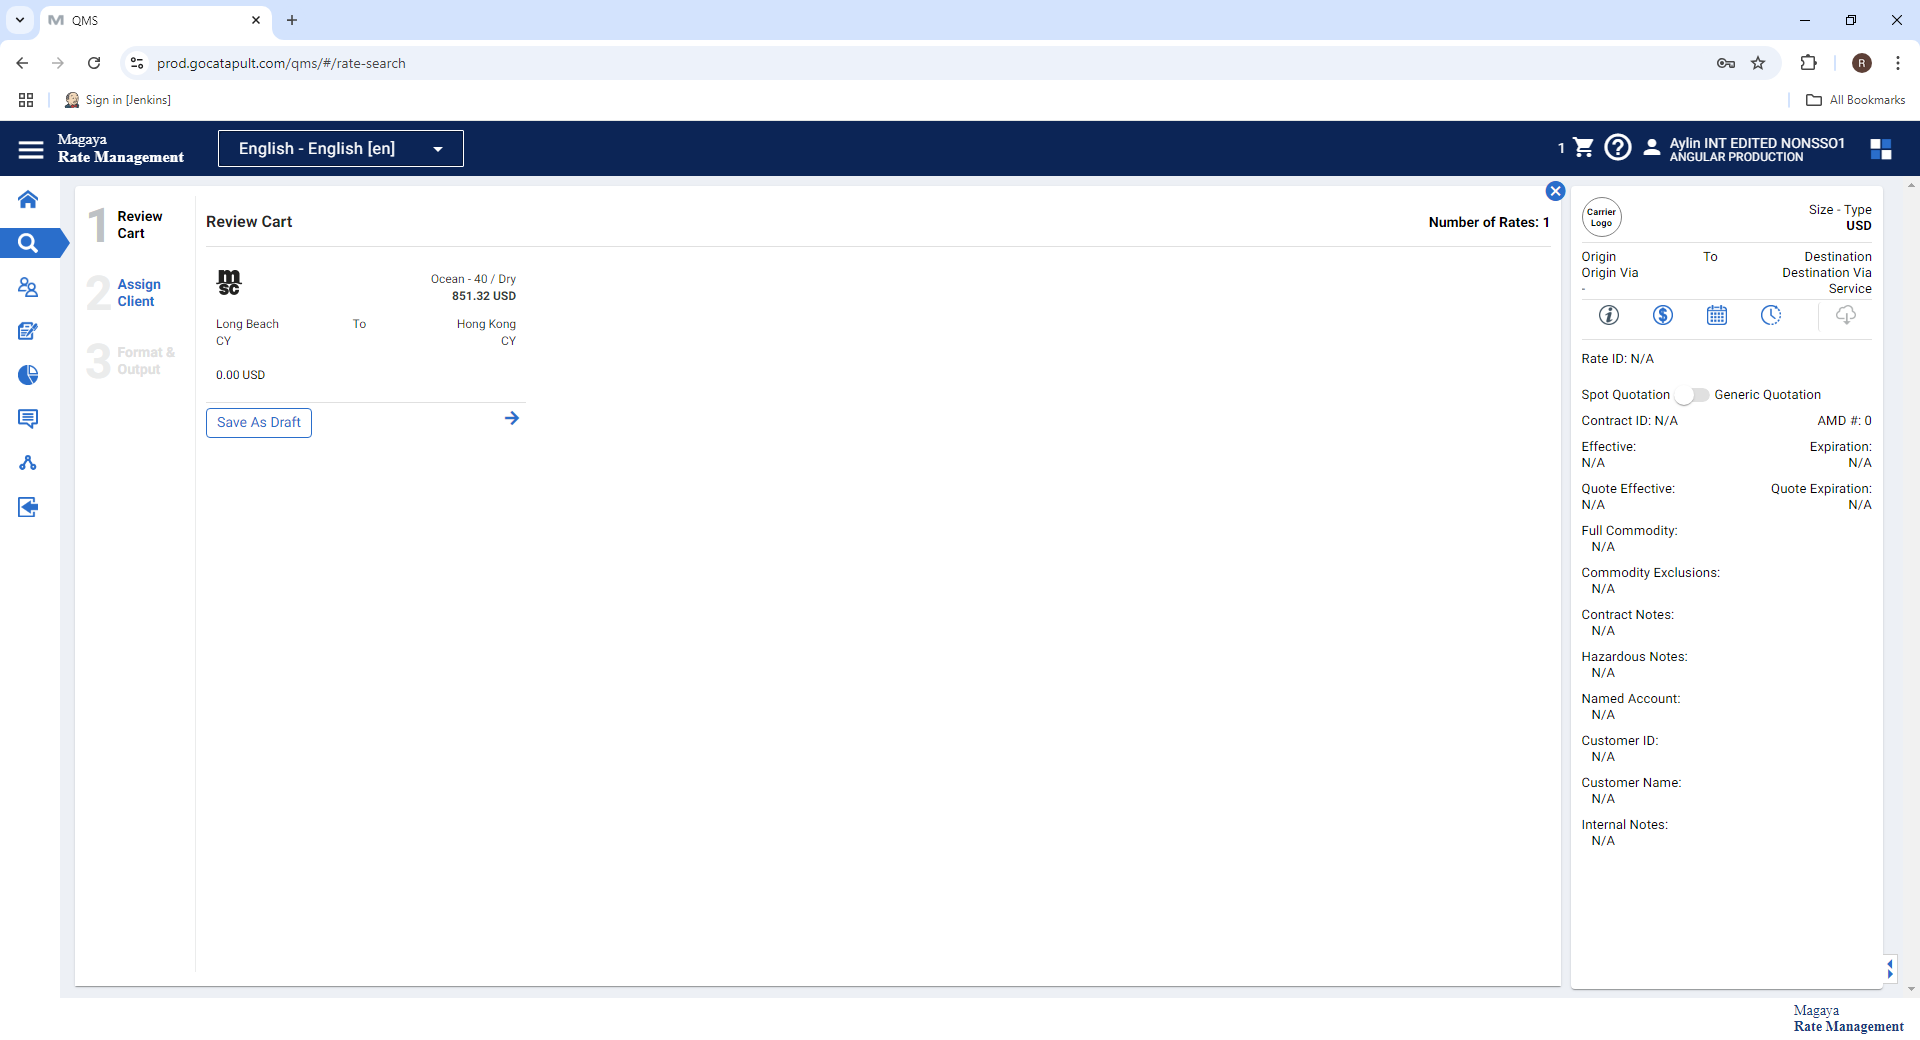 QMS
prod.gocatapult.com/qms/#/rate-search
R
Sign in [Jenkins]
All Bookmarks
Magaya
Rate Management
English - English [en]
1
Aylin INT EDITED NONSSO1
ANGULAR PRODUCTION
1 Review
Cart
2 Assign
Client
3 Format &
Output
Review Cart
Number of Rates: 1
msc
Ocean - 40 / Dry
851.32 USD
Long Beach To Hong Kong
CY CY
0.00 USD
Save As Draft
Carrier
Logo
Size - Type
USD
Origin To Destination
Origin Via Destination Via
- Service
Rate ID: N/A
Spot Quotation Generic Quotation
Contract ID: N/A AMD #: 0
Effective: Expiration:
N/A N/A
Quote Effective: Quote Expiration:
N/A N/A
Full Commodity:
N/A
Commodity Exclusions:
N/A
Contract Notes:
N/A
Hazardous Notes:
N/A
Named Account:
N/A
Customer ID:
N/A
Customer Name:
N/A
Internal Notes:
N/A
Magaya
Rate Management